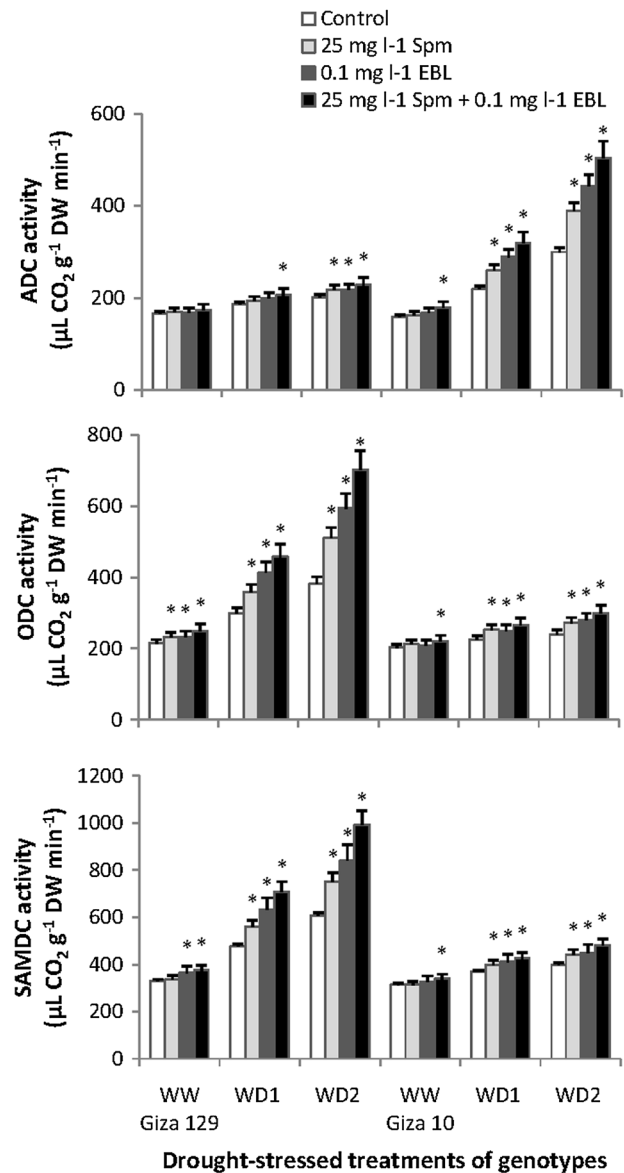 Control
25 mg l-1 Spm
0.1 mg l-1 EBL
25 mg l-1 Spm + 0.1 mg l-1 EBL
ADC activity
(µL CO₂ g⁻¹ DW min⁻¹)
600
400
200
0
* * * * * * * * * * *
ODC activity
(µL CO₂ g⁻¹ DW min⁻¹)
800
600
400
200
0
* * * * * * * * * * * * * * * *
SAMDC activity
(µL CO₂ g⁻¹ DW min⁻¹)
1200
1000
800
600
400
200
0
* * * * * * * * * * * * * * *
WW WD1 WD2 WW WD1 WD2
Giza 129 Giza 10
Drought-stressed treatments of genotypes